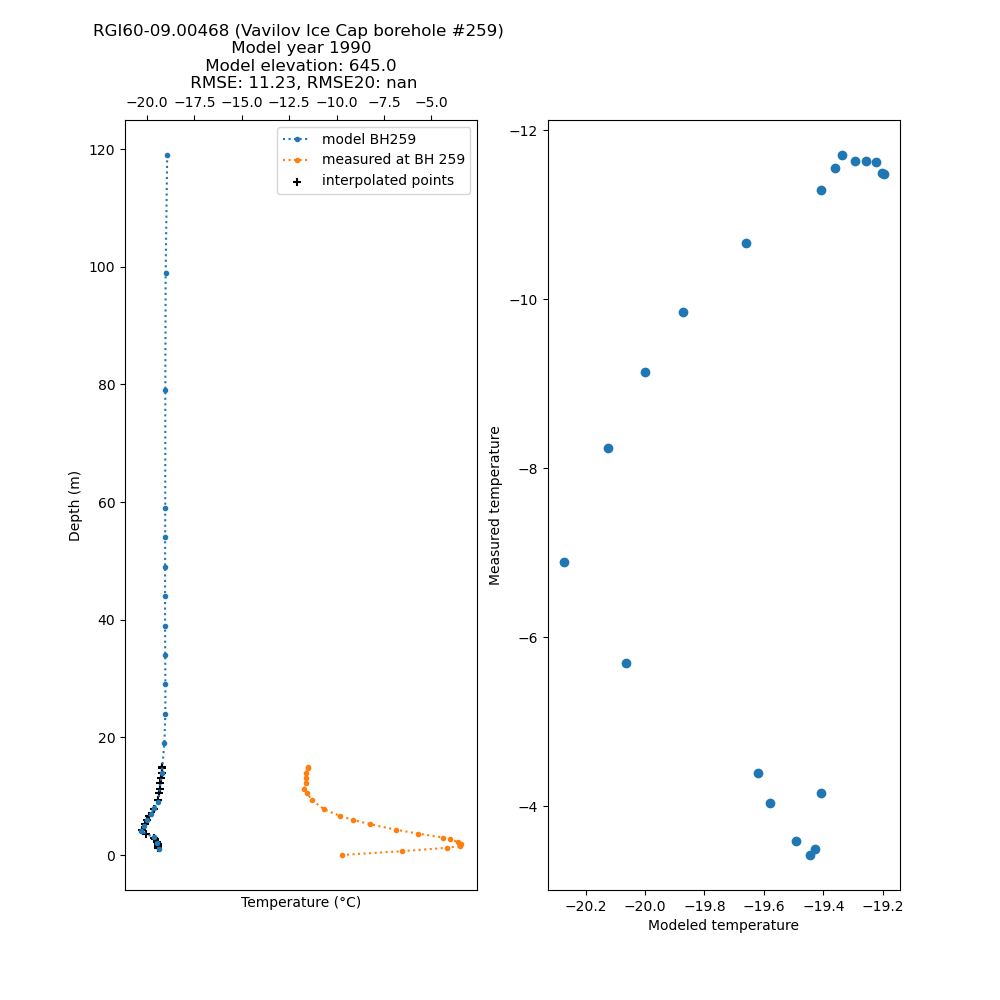 RGI60-09.00468 (Vavilov Ice Cap borehole #259)
Model year 1990
Model elevation: 645.0
RMSE: 11.23, RMSE20: nan
−20.0 −17.5 −15.0 −12.5 −10.0 −7.5 −5.0
model BH259
measured at BH 259
interpolated points
120
100
80
60
40
20
0
Depth (m)
Temperature (°C)
−12
−10
−8
−6
−4
Measured temperature
−20.2 −20.0 −19.8 −19.6 −19.4 −19.2
Modeled temperature